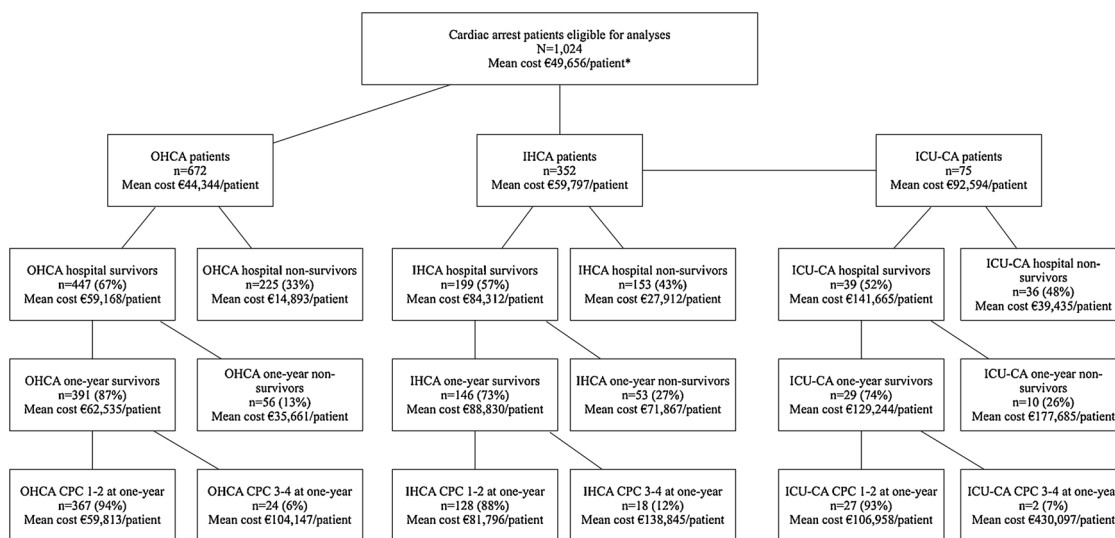 Cardiac arrest patients eligible for analyses
N=1,024
Mean cost €49,656/patient*
OHCA patients
n=672
Mean cost €44,344/patient
IHCA patients
n=352
Mean cost €59,797/patient
ICU-CA patients
n=75
Mean cost €92,594/patient
OHCA hospital survivors
n=447 (67%)
Mean cost €59,168/patient
OHCA hospital non-survivors
n=225 (33%)
Mean cost €14,893/patient
IHCA hospital survivors
n=199 (57%)
Mean cost €84,312/patient
IHCA hospital non-survivors
n=153 (43%)
Mean cost €27,912/patient
ICU-CA hospital survivors
n=39 (52%)
Mean cost €141,665/patient
ICU-CA hospital non-
survivors
n=36 (48%)
Mean cost €39,435/patient
OHCA one-year survivors
n=391 (87%)
Mean cost €62,535/patient
OHCA one-year non-
survivors
n=56 (13%)
Mean cost €35,661/patient
IHCA one-year survivors
n=146 (73%)
Mean cost €88,830/patient
IHCA one-year non-survivors
n=53 (27%)
Mean cost €71,867/patient
ICU-CA one-year survivors
n=29 (74%)
Mean cost €129,244/patient
ICU-CA one-year non-
survivors
n=10 (26%)
Mean cost €177,685/patient
OHCA CPC 1-2 at one-year
n=367 (94%)
Mean cost €59,813/patient
OHCA CPC 3-4 at one-year
n=24 (6%)
Mean cost €104,147/patient
IHCA CPC 1-2 at one-year
n=128 (88%)
Mean cost €81,796/patient
IHCA CPC 3-4 at one-year
n=18 (12%)
Mean cost €138,845/patient
ICU-CA CPC 1-2 at one-year
n=27 (93%)
Mean cost €106,958/patient
ICU-CA CPC 3-4 at one-year
n=2 (7%)
Mean cost €430,097/patient